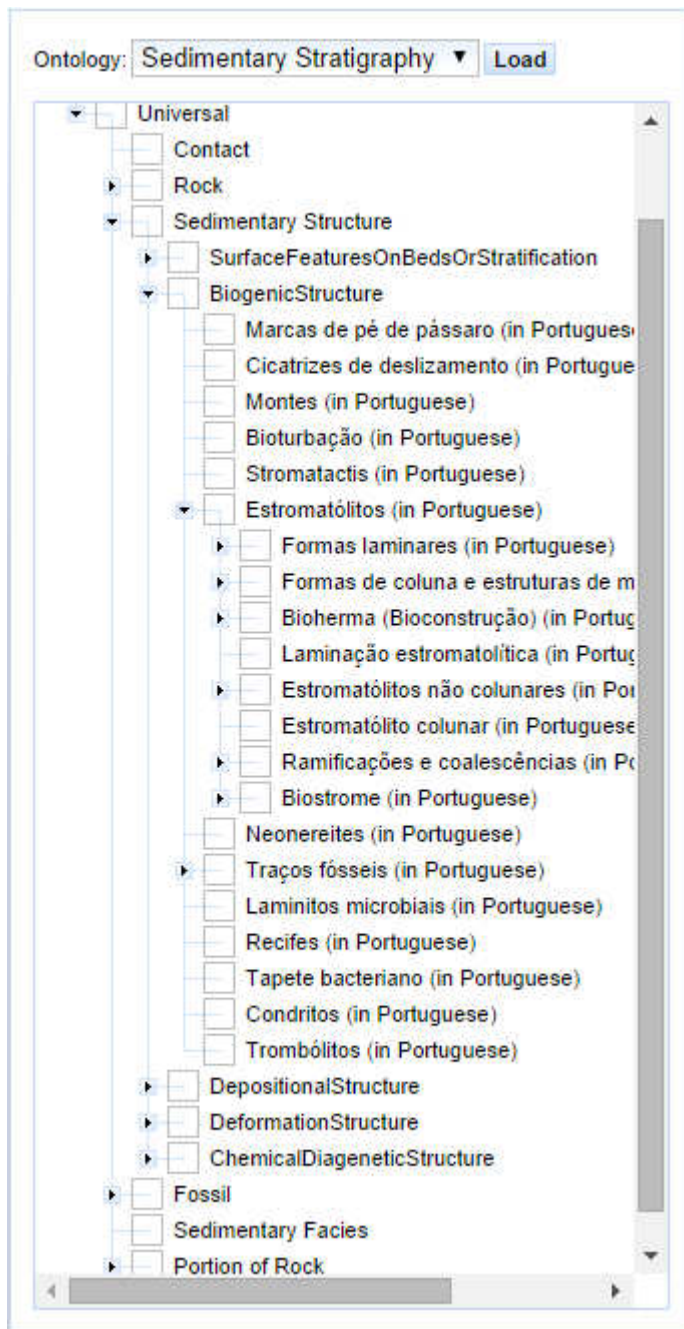 Ontology: Sedimentary Stratigraphy Load
Universal
Contact
Rock
Sedimentary Structure
SurfaceFeaturesOnBedsOrStratification
BiogenicStructure
Marcas de pé de pássaro (in Portugues
Cicatrizes de deslizamento (in Portugue
Montes (in Portuguese)
Bioturbação (in Portuguese)
Stromatactis (in Portuguese)
Estromatólitos (in Portuguese)
Formas laminares (in Portuguese)
Formas de coluna e estruturas de m
Bioherma (Bioconstrução) (in Portug
Laminação estromatolítica (in Portug
Estromatólitos não colunares (in Por
Estromatólito colunar (in Portuguese
Ramificações e coalescências (in Po
Biostrome (in Portuguese)
Neonereites (in Portuguese)
Traços fósseis (in Portuguese)
Laminitos microbiais (in Portuguese)
Recifes (in Portuguese)
Tapete bacteriano (in Portuguese)
Condritos (in Portuguese)
Trombólitos (in Portuguese)
DepositionalStructure
DeformationStructure
ChemicalDiageneticStructure
Fossil
Sedimentary Facies
Portion of Rock